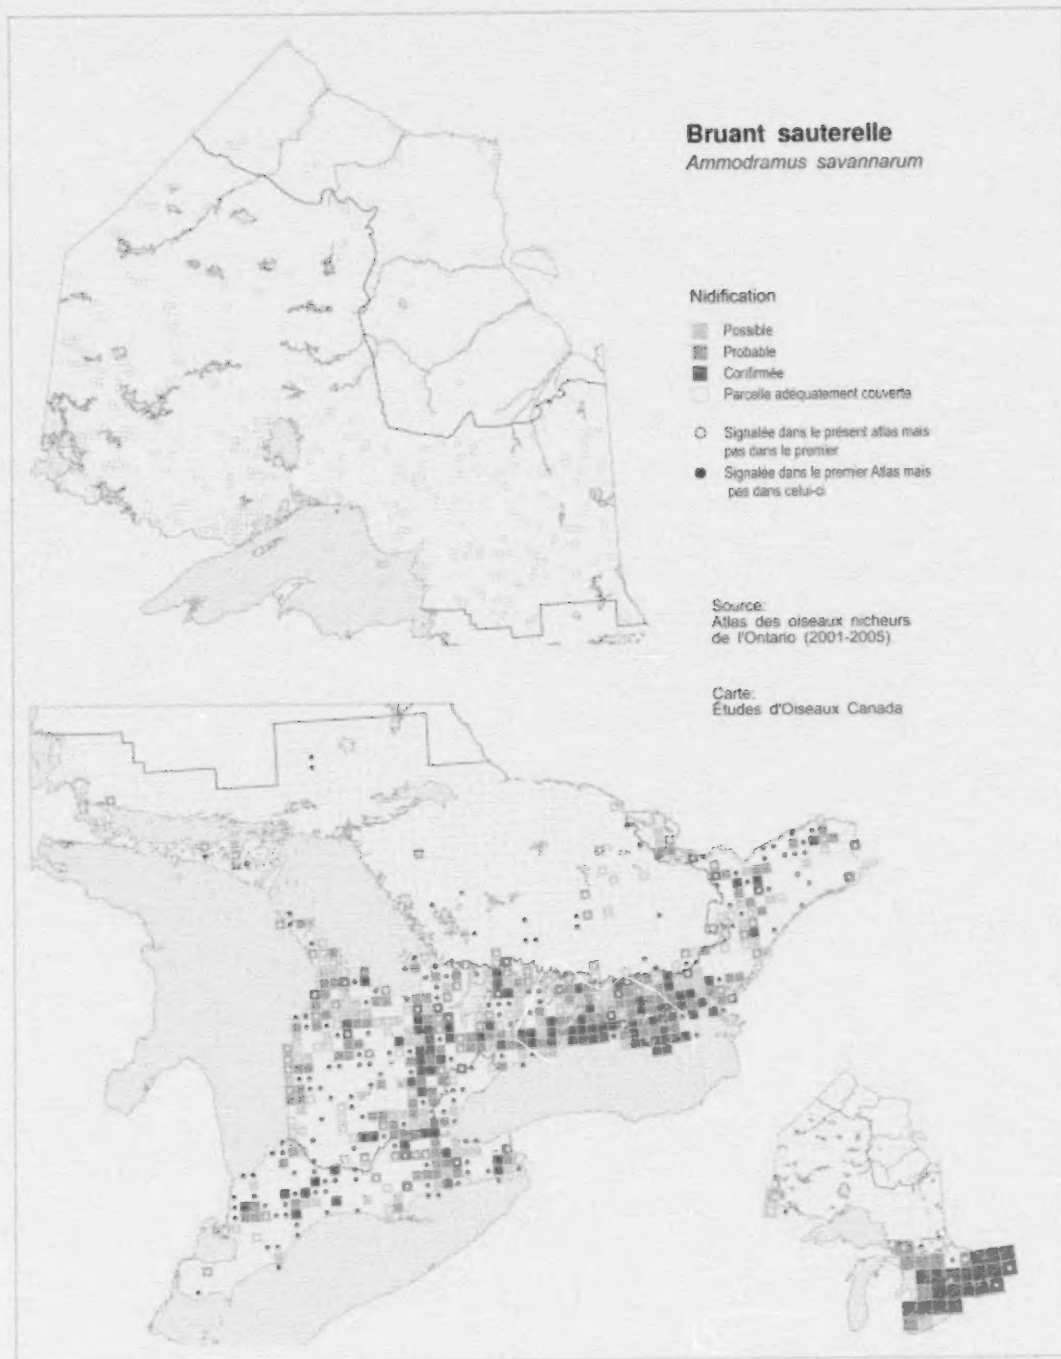 Bruant sauterelle
Ammodramus savannarum
Nidification
Possible
Probable
Confirmée
Parcelle adéquatement couverte
Signalée dans le présent atlas mais
pas dans le premier
Signalée dans le premier Atlas mais
pas dans celui-ci
Source:
Atlas des oiseaux nicheurs
de l'Ontario (2001-2005)
Carte:
Études d'Oiseaux Canada